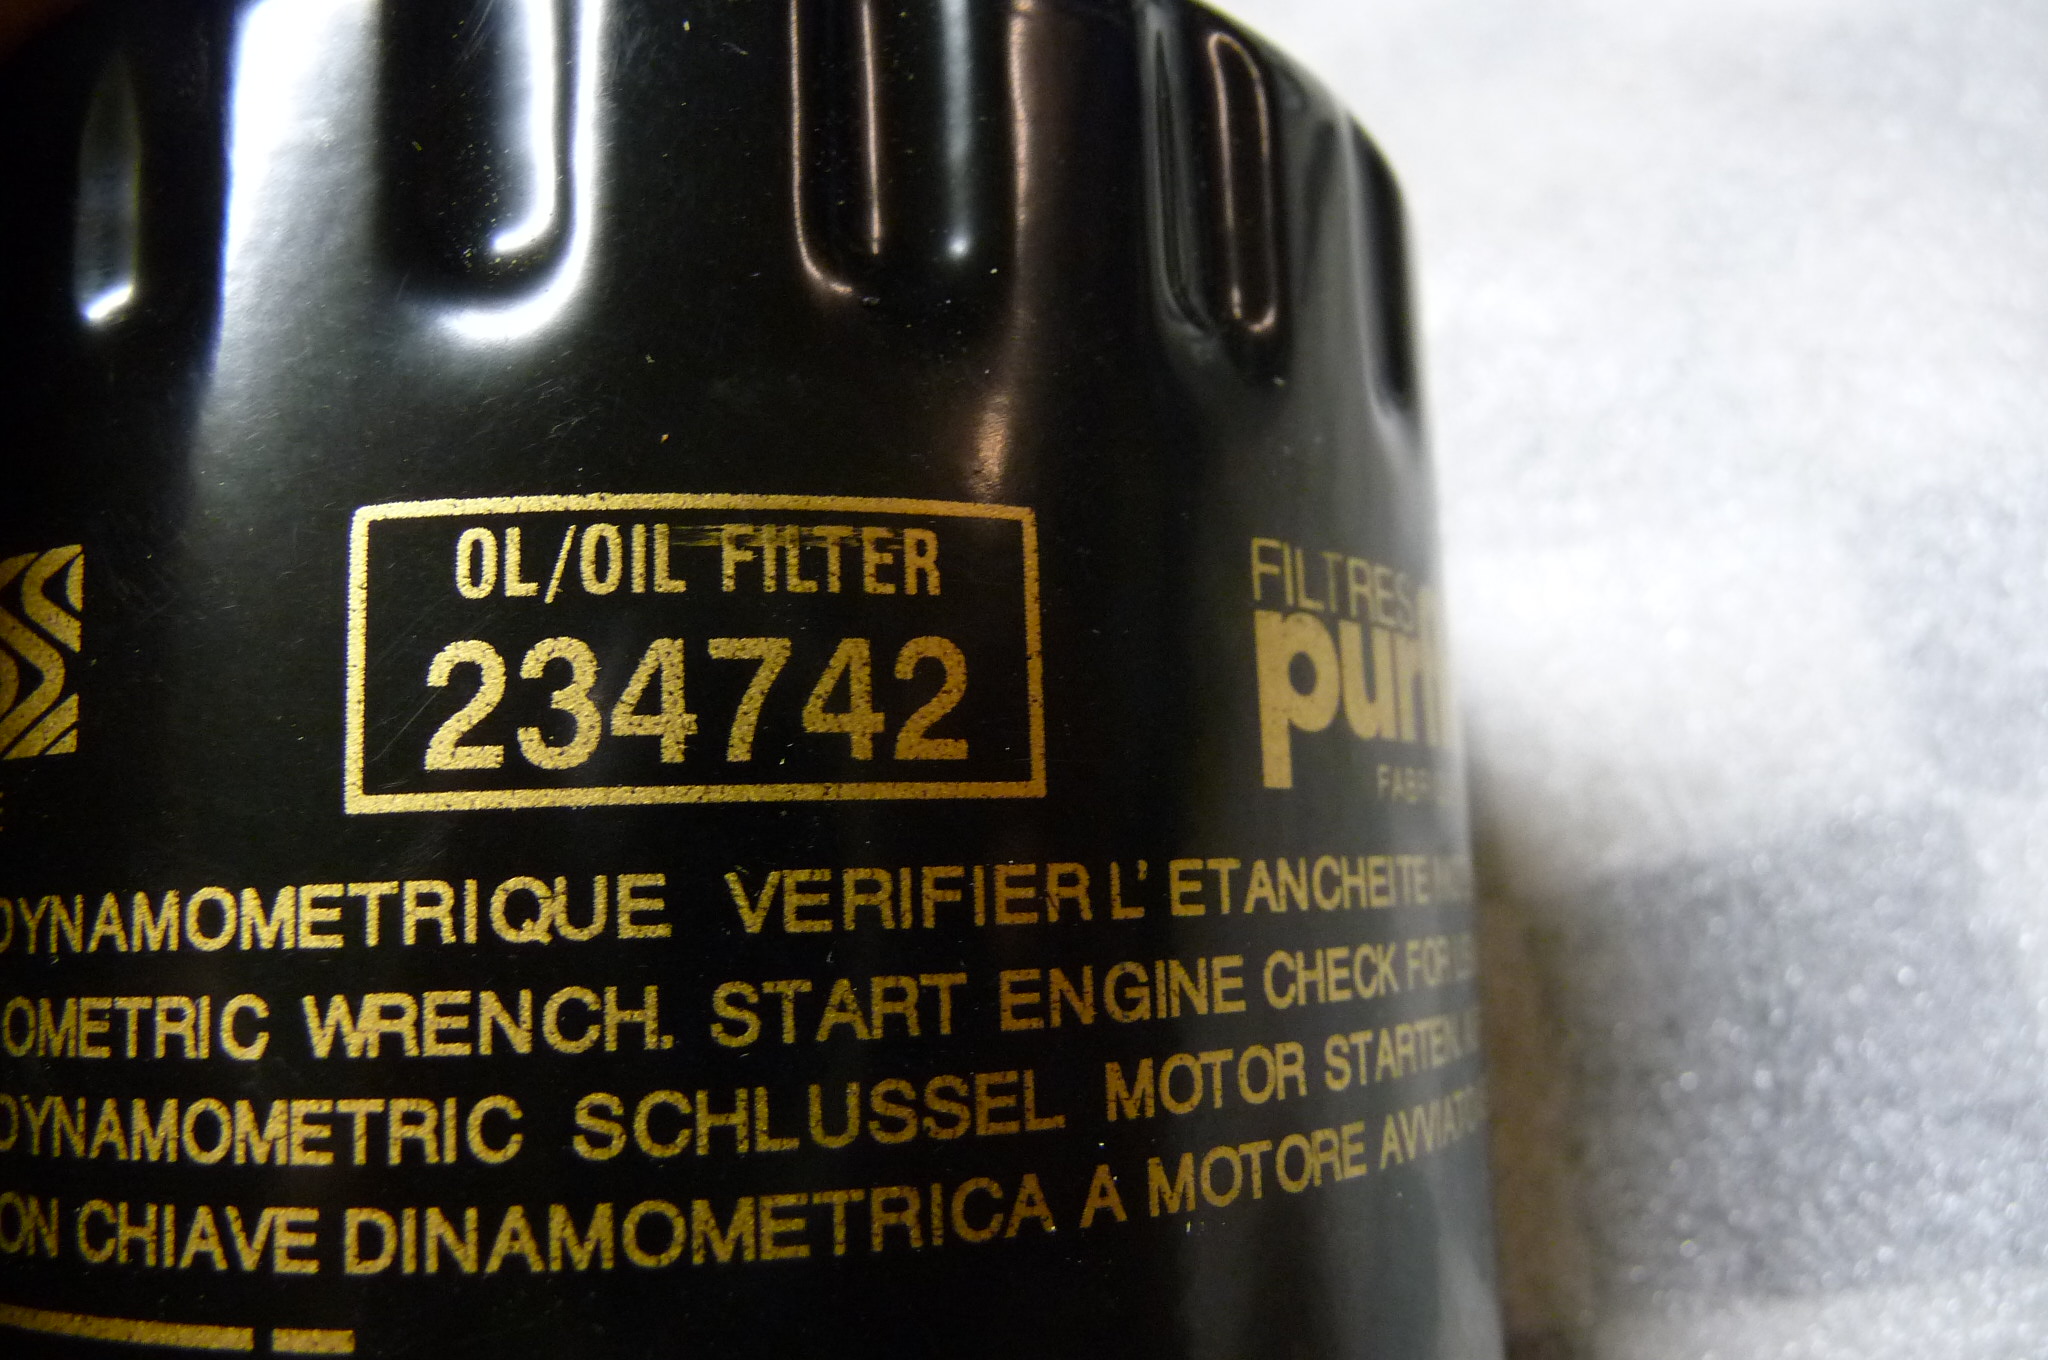 OL/OIL FILTER
234742
FILTRES
DYNAMOMETRIQUE VERIFIER L' ETANCHEITE
OMETRIC WRENCH. START ENGINE CHECK FOR
DYNAMOMETRIC SCHLUSSEL MOTOR STARTEN.
ON CHIAVE DINAMOMETRICA A MOTORE